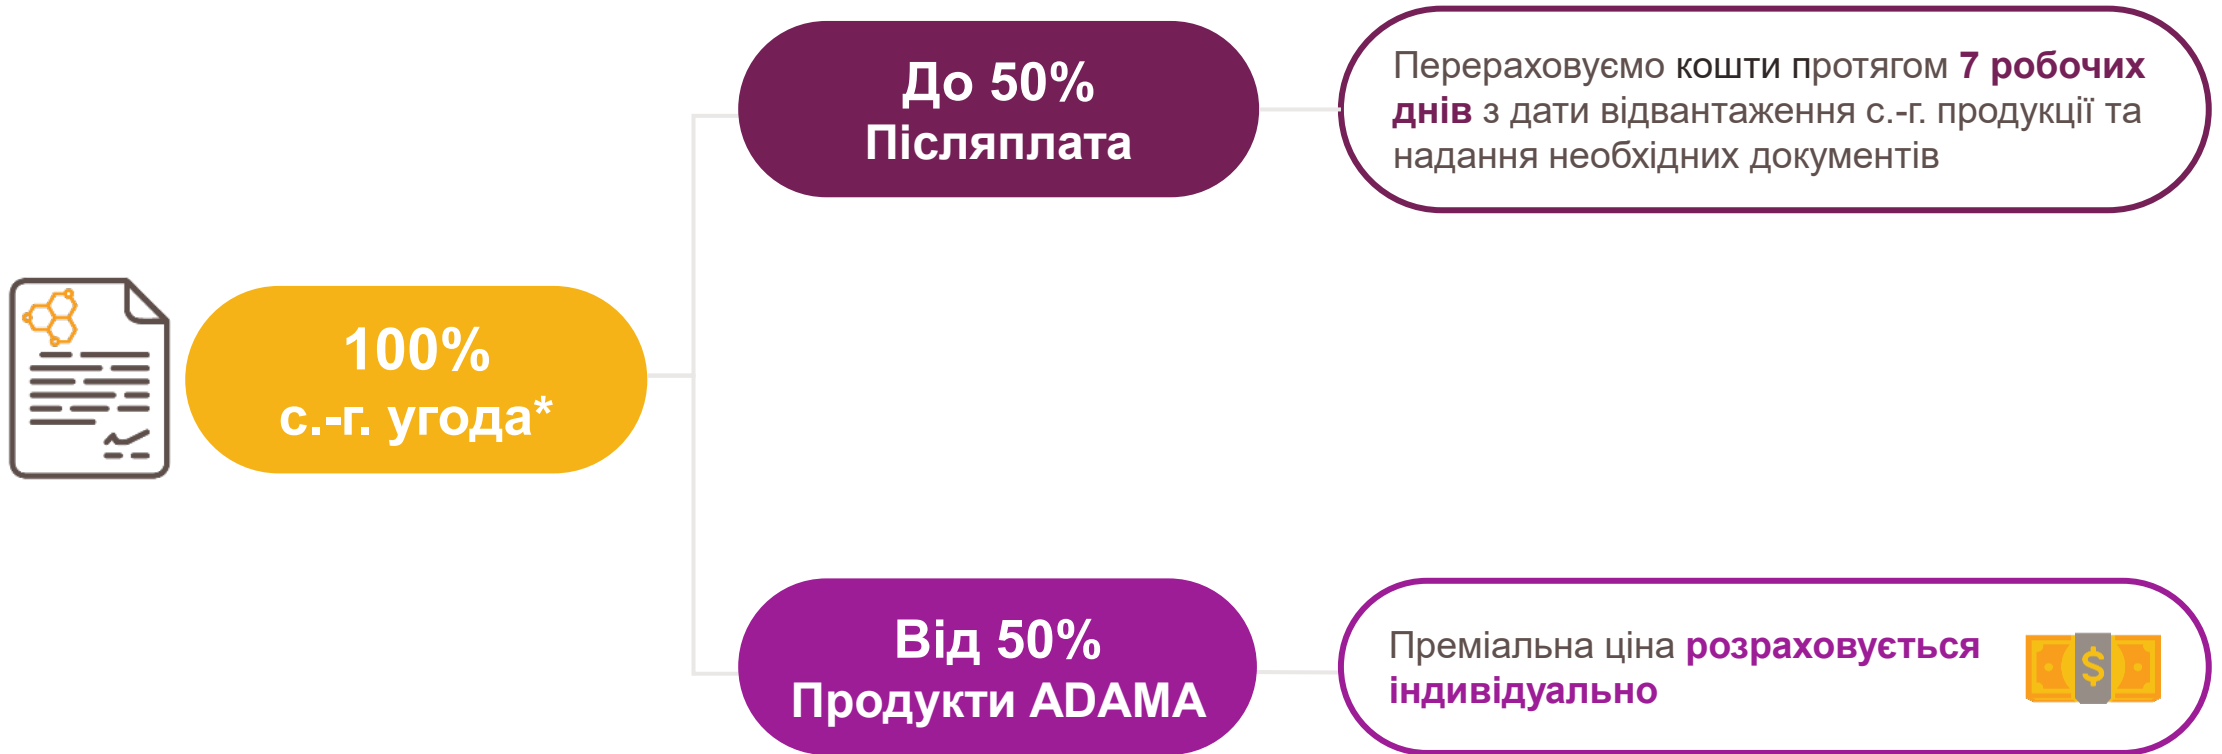 До 50%
Післяплата
Перераховуємо кошти протягом 7 робочих
днів з дати відвантаження с.-г. продукції та
надання необхідних документів
100%
с.-г. угода*
Від 50%
Продукти ADAMA
Преміальна ціна розраховується
індивідуально
$